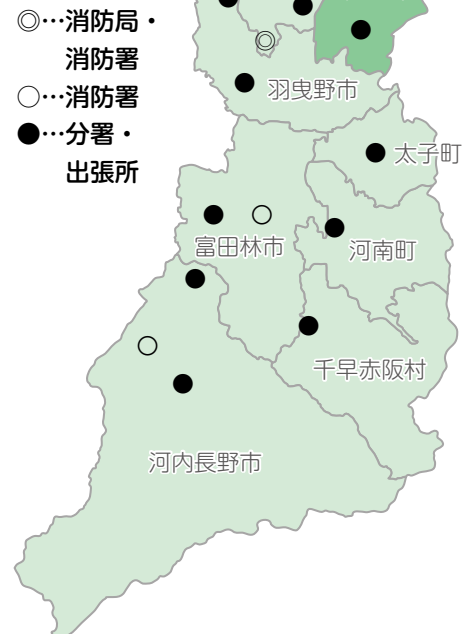 ◎…消防局・
消防署
○…消防署
●…分署・
出張所
羽曳野市
太子町
富田林市
河南町
千早赤阪村
河内長野市